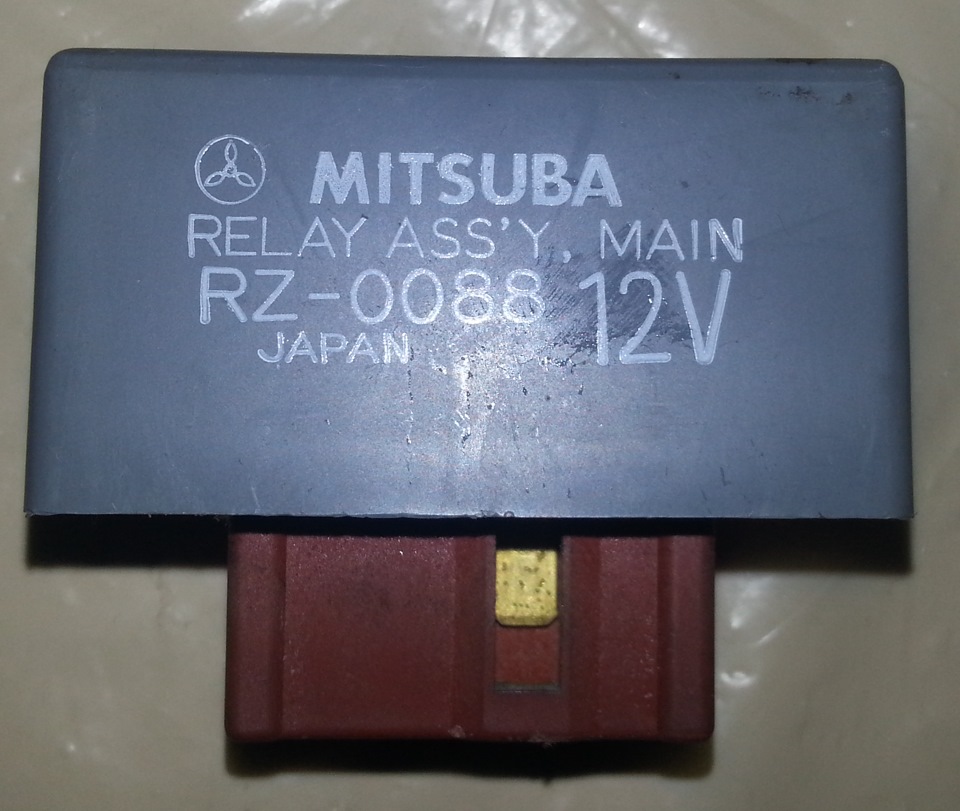 MITSUBA
RELAY ASS'Y, MAIN
RZ-0088 12V
JAPAN